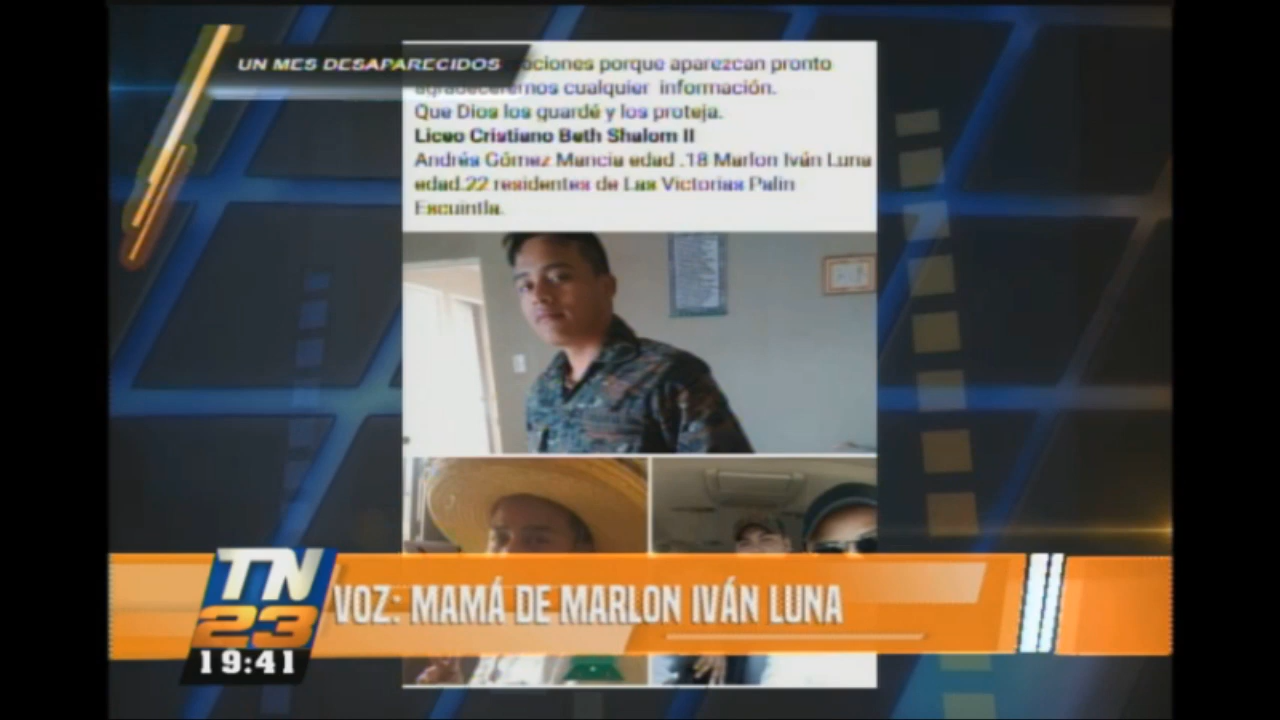 UN MES DESAPARECIDOS
ciones porque aparezcan pronto
agradeceremos cualquier información.
Que Dios los guardé y los proteja.
Liceo Cristiano Beth Shalom II
Andrés Gómez Mancia edad .18 Marlon Iván Luna
edad.22 residentes de Las Victorias Palin
Escuintla.
TN
23
VOZ: MAMÁ DE MARLON IVÁN LUNA
19:41